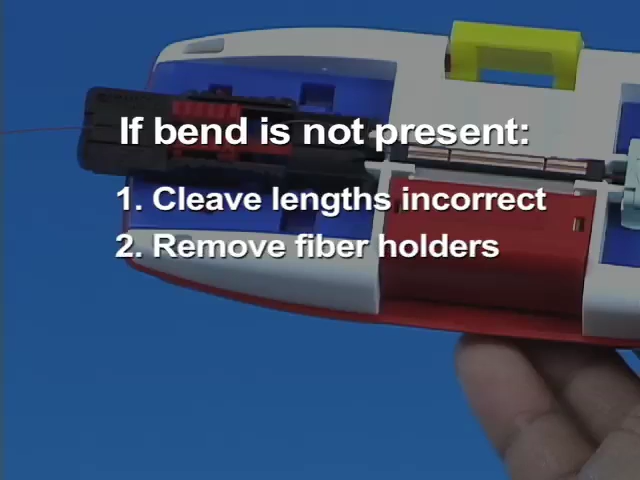 If bend is not present:
1. Cleave lengths incorrect
2. Remove fiber holders